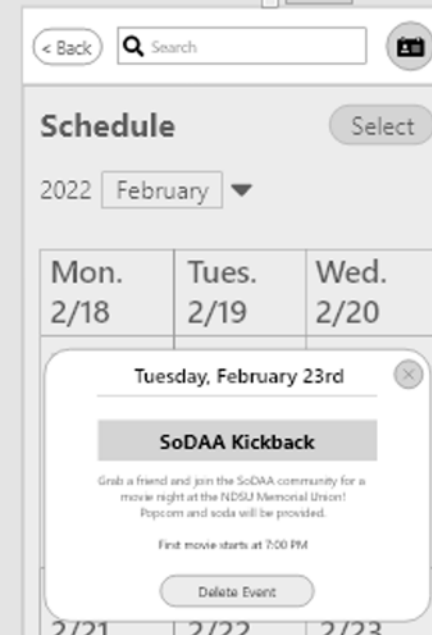 < Back
Search
Schedule
Select
2022 February
Mon. Tues. Wed.
2/18 2/19 2/20
Tuesday, February 23rd
SoDAA Kickback
Grab a friend and join the SoDAA community for a
movie night at the NDSU Memorial Union!
Popcorn and soda will be provided.
First movie starts at 7:00 PM
Delete Event
2/21 2/22 2/23